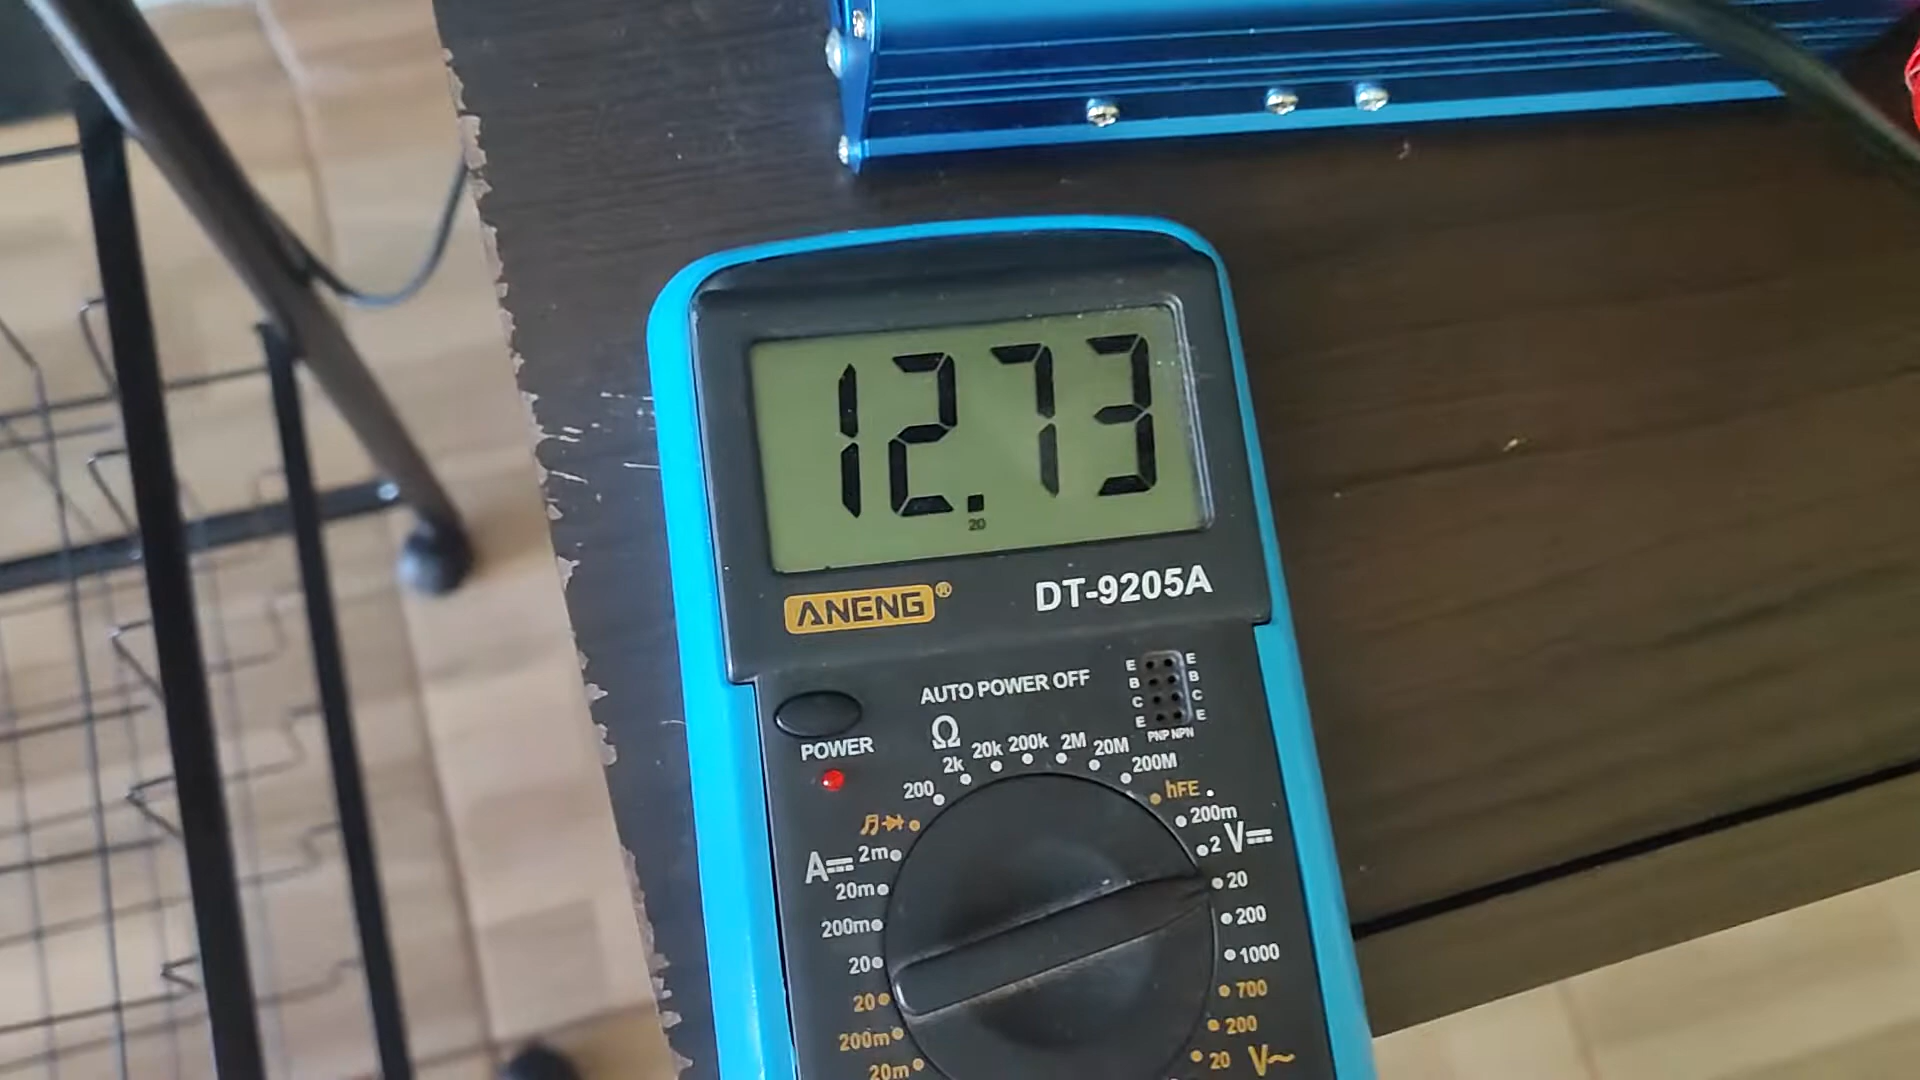 12.73
20
ANENG®
DT-9205A
AUTO POWER OFF
E E
B B
C C
E E
PNP NPN
POWER
Ω
200
2k
20k
200k
2M
20M
200M
hFE
200m
2
V
20
200
1000
700
200
20
V~
A
2m
20m
200m
20
20
200m
20m